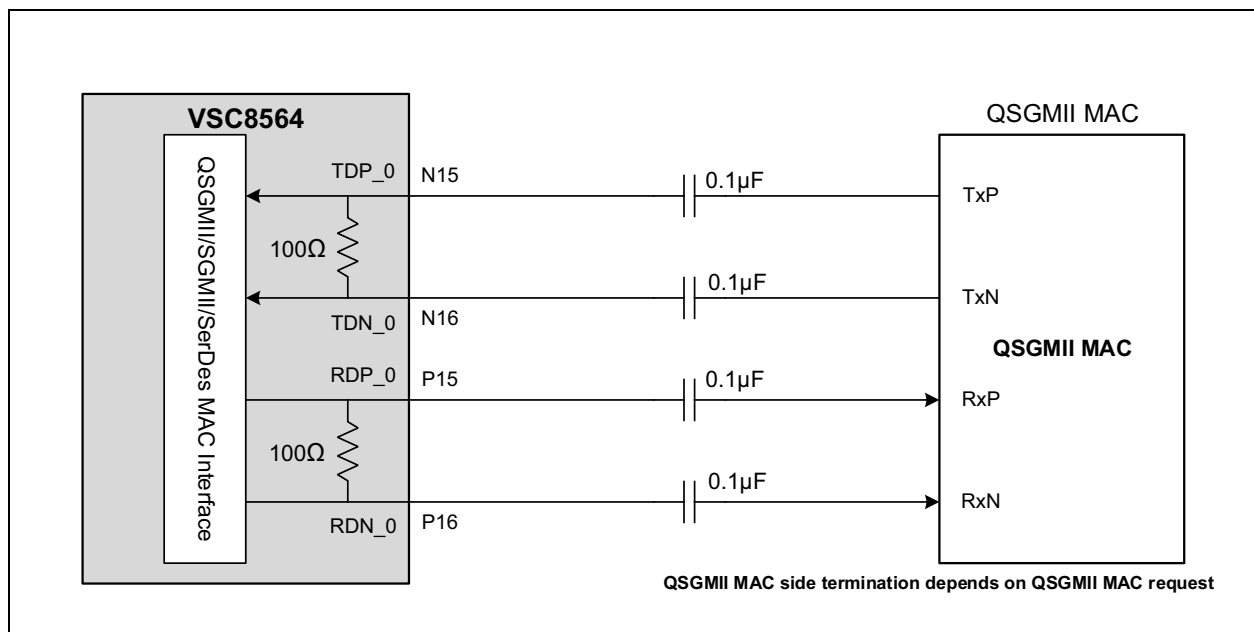 VSC8564
QSGMII MAC
QSGMII/SGMII/SerDes MAC Interface
TDP_0
N15
0.1µF
TxP
100Ω
TDN_0
N16
0.1µF
TxN
QSGMII MAC
RDP_0
P15
0.1µF
RxP
100Ω
RDN_0
P16
0.1µF
RxN
QSGMII MAC side termination depends on QSGMII MAC request